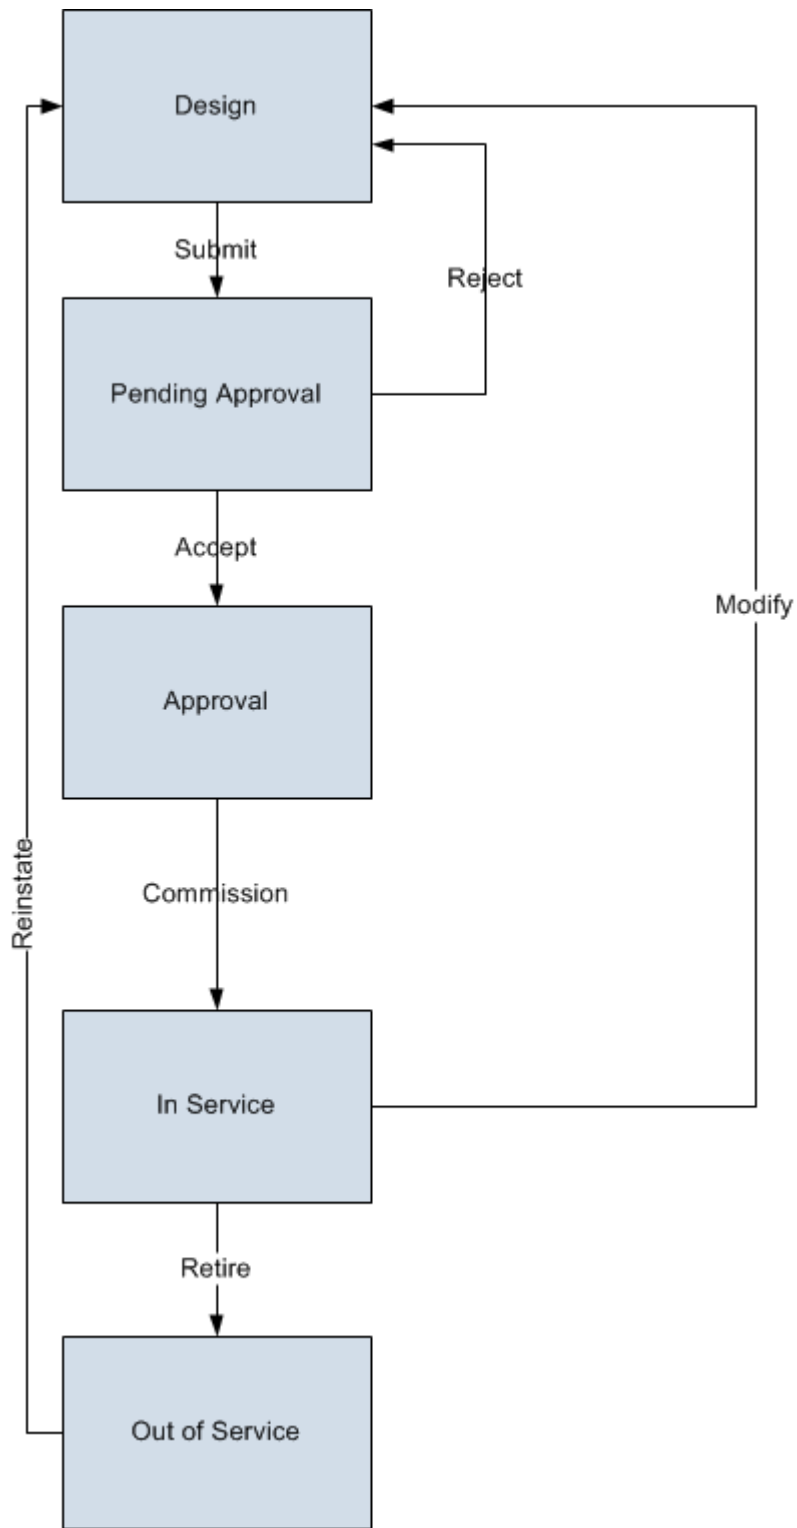 Design
Submit
Reject
Pending Approval
Accept
Modify
Approval
Reinstate
Commission
In Service
Retire
Out of Service